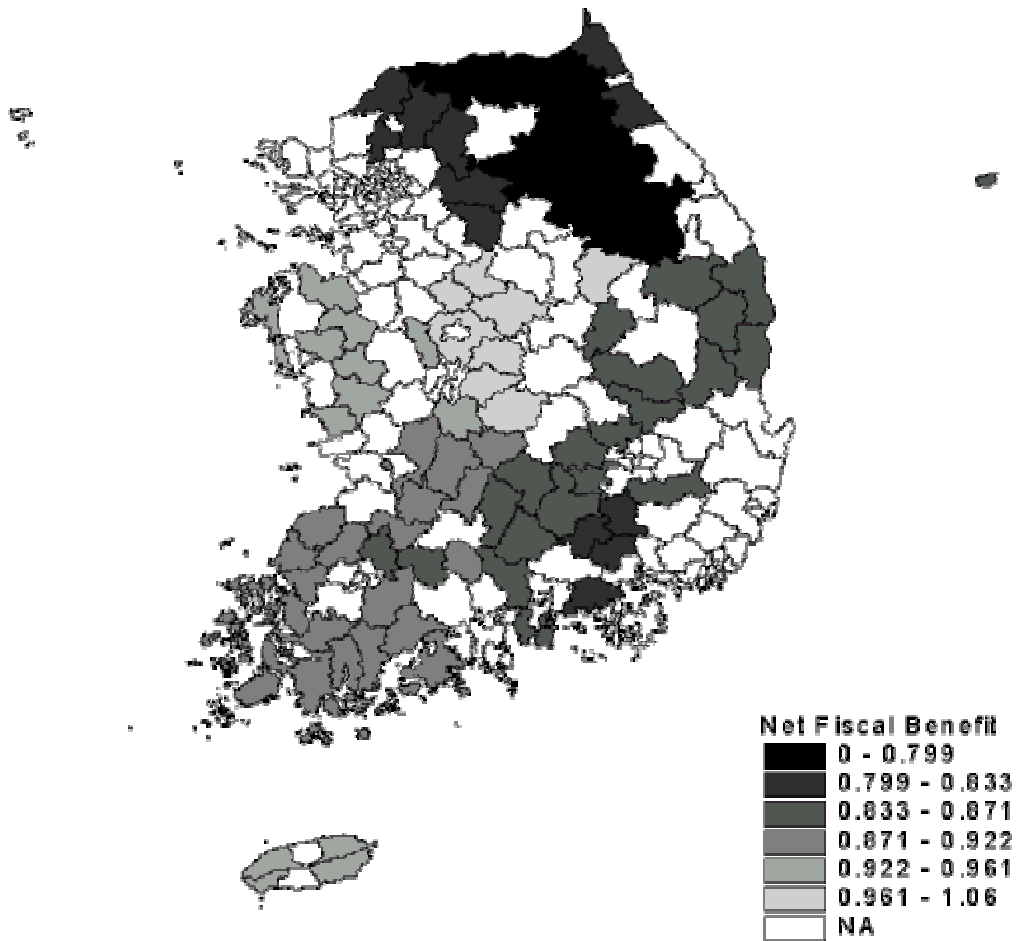 Net Fiscal Benefit
0 - 0.799
0.799 - 0.833
0.833 - 0.871
0.871 - 0.922
0.922 - 0.961
0.961 - 1.06
NA